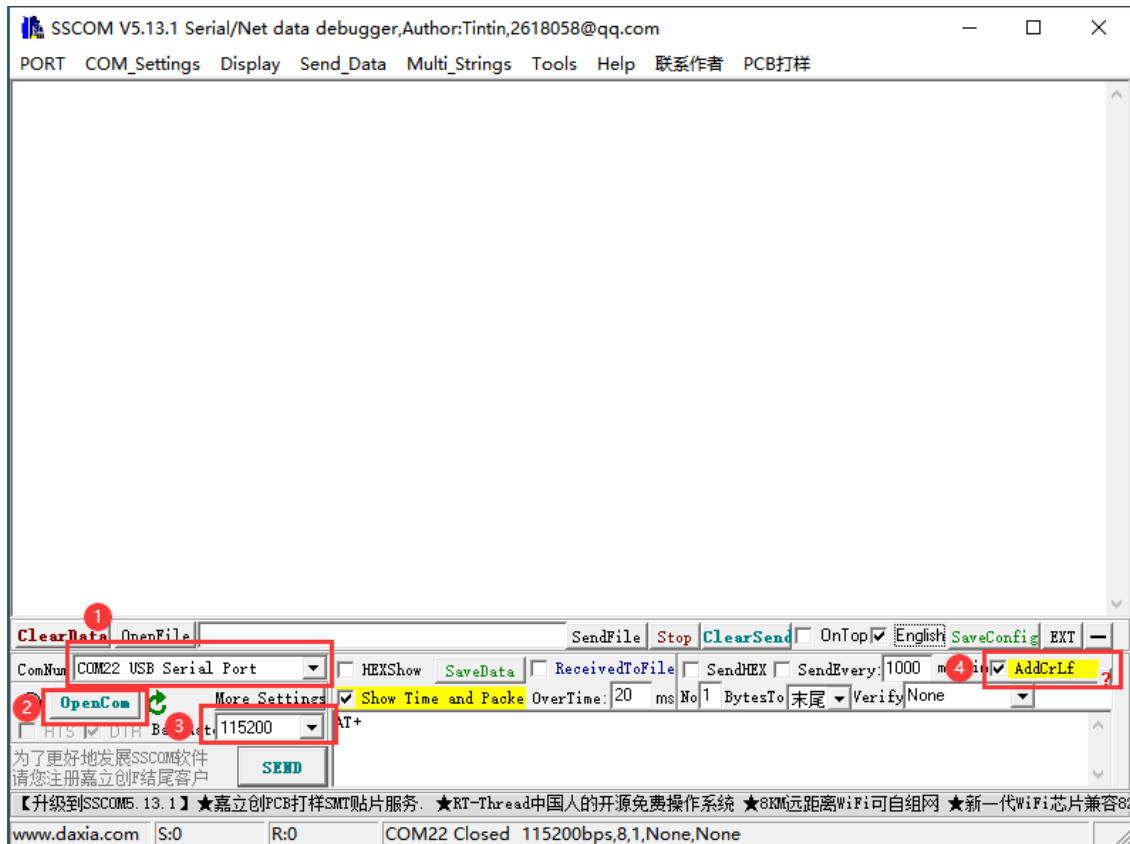 SSCOM V5.13.1 Serial/Net data debugger,Author:Tintin,2618058@qq.com
PORT COM_Settings Display Send_Data Multi_Strings Tools Help 联系作者 PCB打样
1
ClearData OpenFile SendFile Stop ClearSend OnTop English SaveConfig EXT
ComNum COM22 USB Serial Port HEXShow SaveData ReceivedToFile SendHEX SendEvery: 1000 4 AddCrLf ?
2 OpenCom More Settings Show Time and Packe OverTime: 20 ms No 1 BytesTo 末尾 Verify None
RTS DTR 3 115200 AT+
为了更好地发展SSCOM软件
请您注册嘉立创F结尾客户 SEND
【升级到SSCOM5.13.1】★嘉立创PCB打样SMT贴片服务. ★RT-Thread中国人的开源免费操作系统 ★8KM远距离WiFi可自组网 ★新一代WiFi芯片兼容82
www.daxia.com S:0 R:0 COM22 Closed 115200bps,8,1,None,None